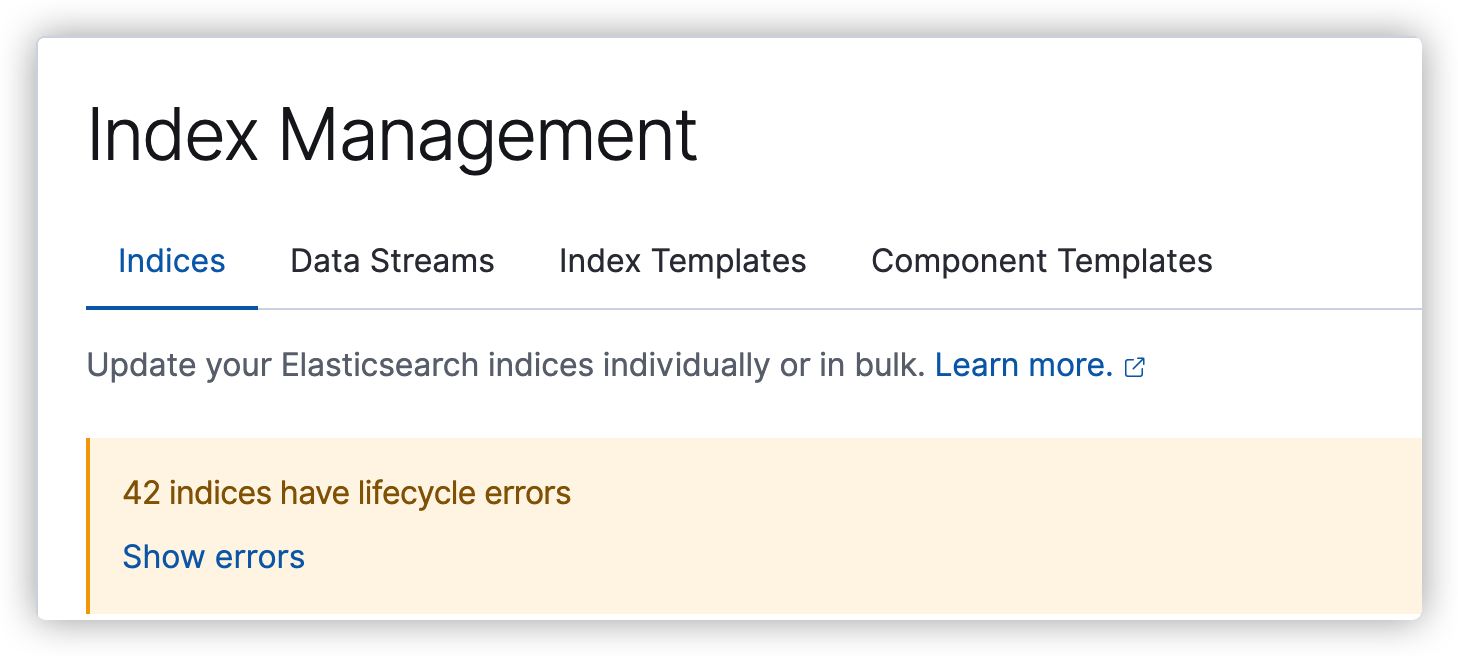 Index Management
Indices Data Streams Index Templates Component Templates
Update your Elasticsearch indices individually or in bulk. Learn more.
42 indices have lifecycle errors
Show errors